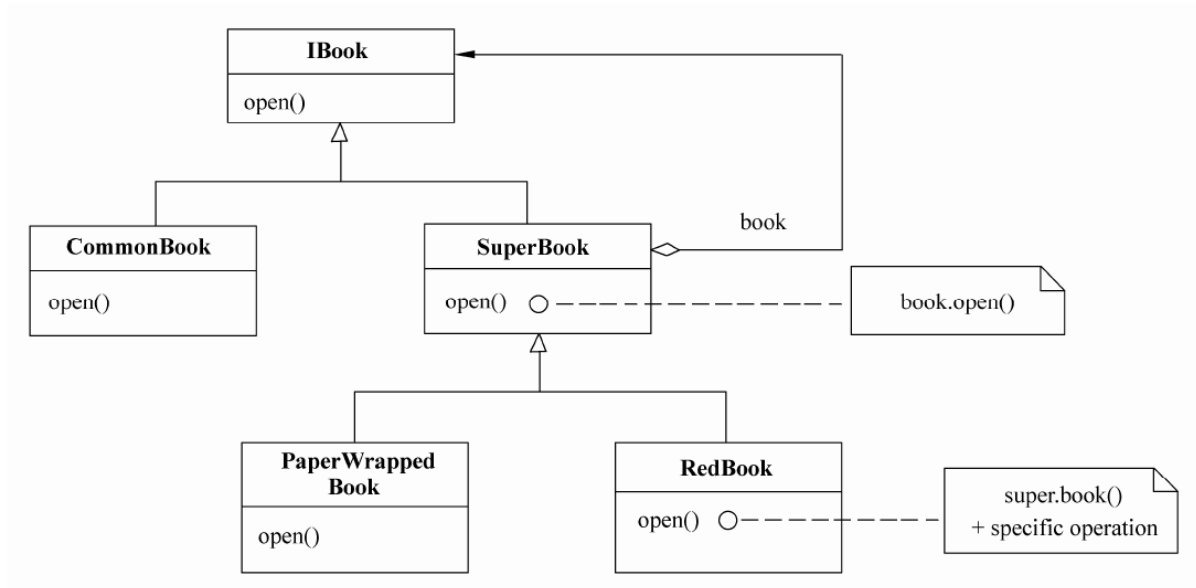 IBook
open()
book
CommonBook
open()
SuperBook
open()
book.open()
PaperWrapped
Book
open()
RedBook
open()
super.book()
+ specific operation